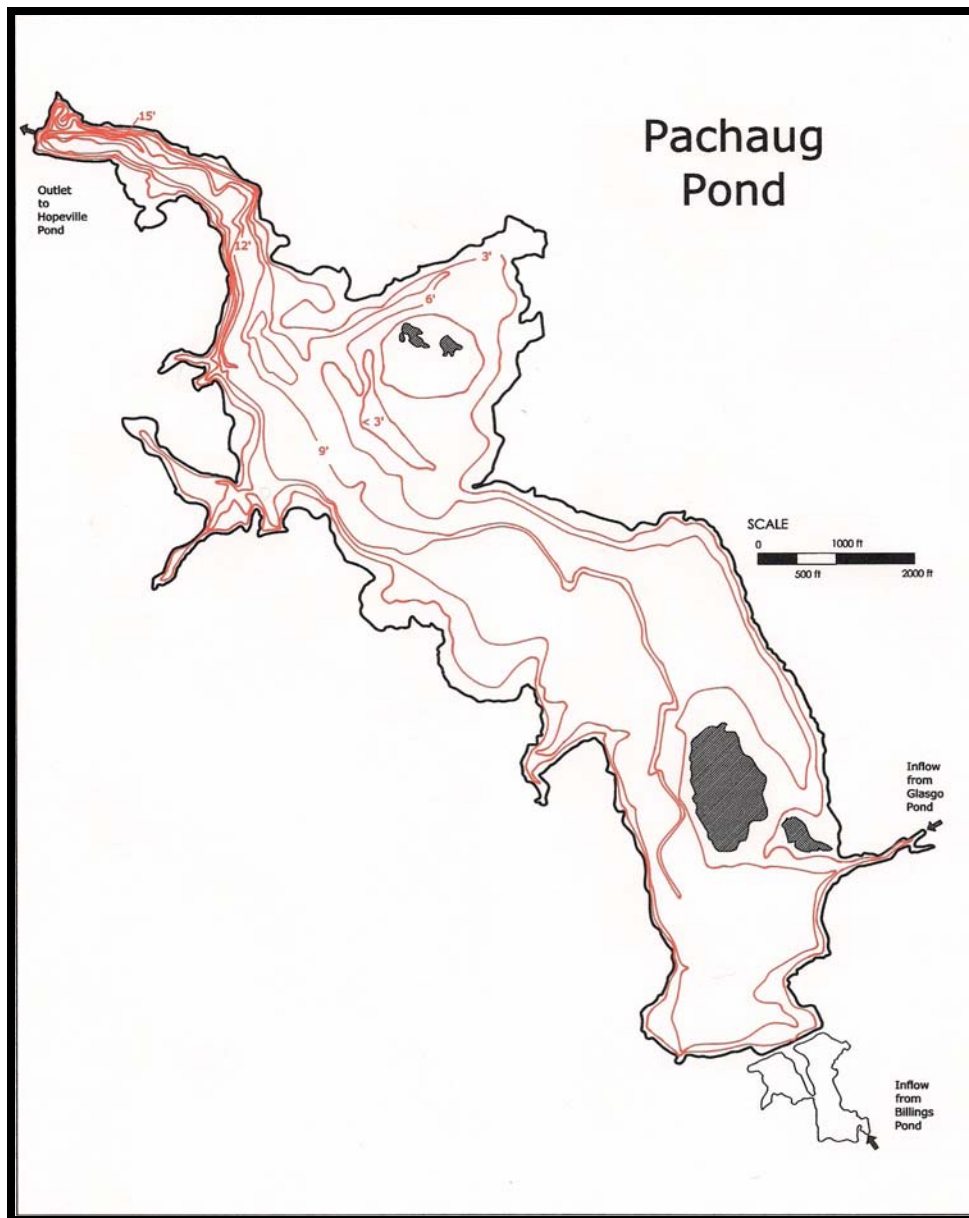 Pachaug
Pond
15'
Outlet
to
Hopeville
Pond
12'
3'
6'
< 3'
9'
SCALE
0 1000 ft
500 ft 2000 ft
Inflow
from
Glasgo
Pond
Inflow
from
Billings
Pond